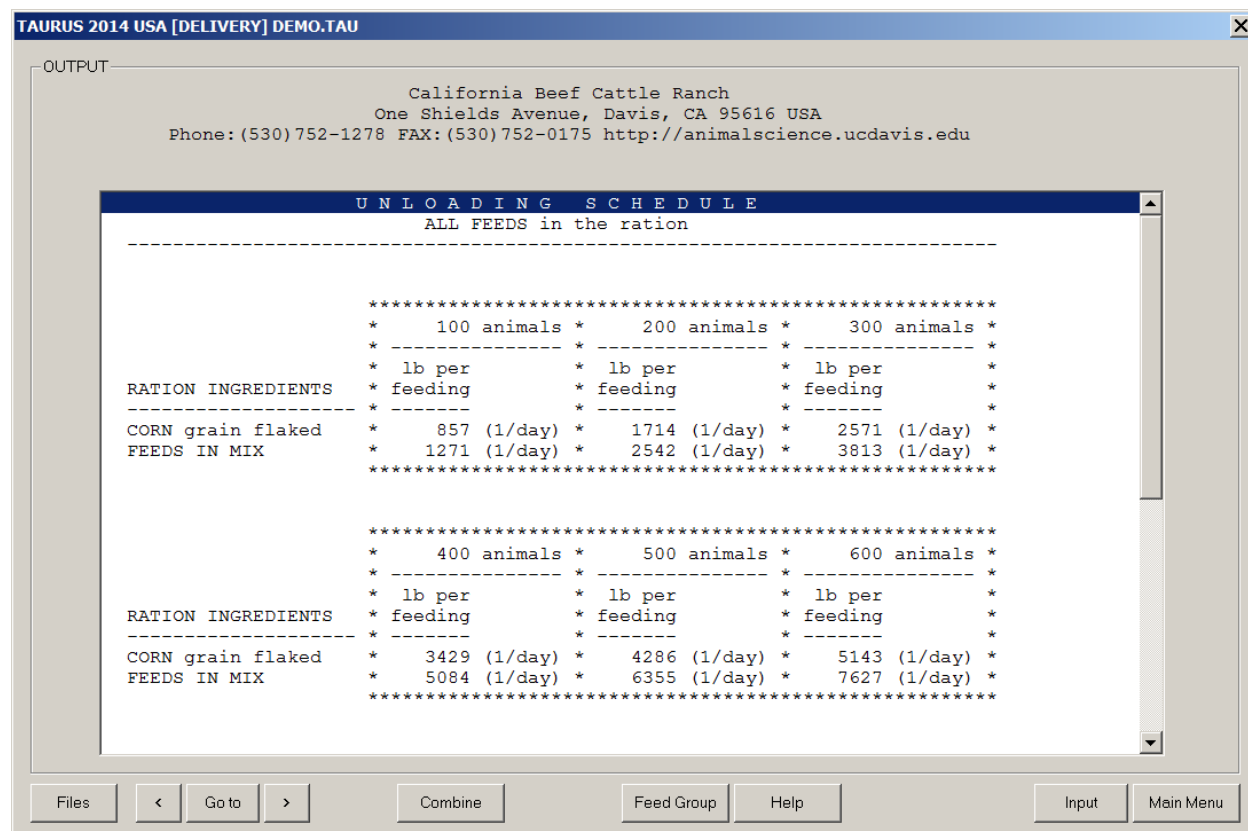 TAURUS 2014 USA [DELIVERY] DEMO.TAU
OUTPUT
California Beef Cattle Ranch
One Shields Avenue, Davis, CA 95616 USA
Phone:(530)752-1278 FAX:(530)752-0175 http://animalscience.ucdavis.edu
U N L O A D I N G   S C H E D U L E
ALL FEEDS in the ration
----------------------------------------------------------------------------
*******************************************************
*     100 animals *     200 animals *     300 animals *
* --------------- * --------------- * --------------- *
*  lb per         *  lb per         *  lb per         *
RATION INGREDIENTS   * feeding         * feeding         * feeding         *
-------------------- * -------         * -------         * -------         *
CORN grain flaked    *     857 (1/day) *    1714 (1/day) *    2571 (1/day) *
FEEDS IN MIX         *    1271 (1/day) *    2542 (1/day) *    3813 (1/day) *
*******************************************************
*******************************************************
*     400 animals *     500 animals *     600 animals *
* --------------- * --------------- * --------------- *
*  lb per         *  lb per         *  lb per         *
RATION INGREDIENTS   * feeding         * feeding         * feeding         *
-------------------- * -------         * -------         * -------         *
CORN grain flaked    *    3429 (1/day) *    4286 (1/day) *    5143 (1/day) *
FEEDS IN MIX         *    5084 (1/day) *    6355 (1/day) *    7627 (1/day) *
*******************************************************
Files < Go to > Combine Feed Group Help Input Main Menu